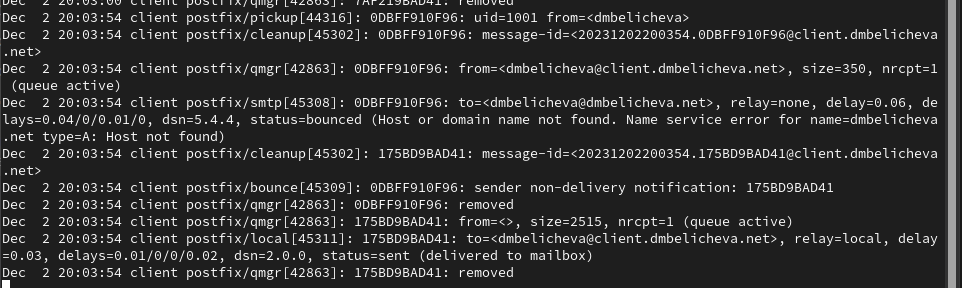 Dec  2 20:03:00 client postfix/qmgr[42863]: 7AF219BAD41: removed
Dec  2 20:03:54 client postfix/pickup[44316]: 0DBFF910F96: uid=1001 from=<dmbelicheva>
Dec  2 20:03:54 client postfix/cleanup[45302]: 0DBFF910F96: message-id=<20231202200354.0DBFF910F96@client.dmbelicheva
.net>
Dec  2 20:03:54 client postfix/qmgr[42863]: 0DBFF910F96: from=<dmbelicheva@client.dmbelicheva.net>, size=350, nrcpt=1
 (queue active)
Dec  2 20:03:54 client postfix/smtp[45308]: 0DBFF910F96: to=<dmbelicheva@dmbelicheva.net>, relay=none, delay=0.06, de
lays=0.04/0/0.01/0, dsn=5.4.4, status=bounced (Host or domain name not found. Name service error for name=dmbelicheva
.net type=A: Host not found)
Dec  2 20:03:54 client postfix/cleanup[45302]: 175BD9BAD41: message-id=<20231202200354.175BD9BAD41@client.dmbelicheva
.net>
Dec  2 20:03:54 client postfix/bounce[45309]: 0DBFF910F96: sender non-delivery notification: 175BD9BAD41
Dec  2 20:03:54 client postfix/qmgr[42863]: 0DBFF910F96: removed
Dec  2 20:03:54 client postfix/qmgr[42863]: 175BD9BAD41: from=<>, size=2515, nrcpt=1 (queue active)
Dec  2 20:03:54 client postfix/local[45311]: 175BD9BAD41: to=<dmbelicheva@client.dmbelicheva.net>, relay=local, delay
=0.03, delays=0.01/0/0/0.02, dsn=2.0.0, status=sent (delivered to mailbox)
Dec  2 20:03:54 client postfix/qmgr[42863]: 175BD9BAD41: removed